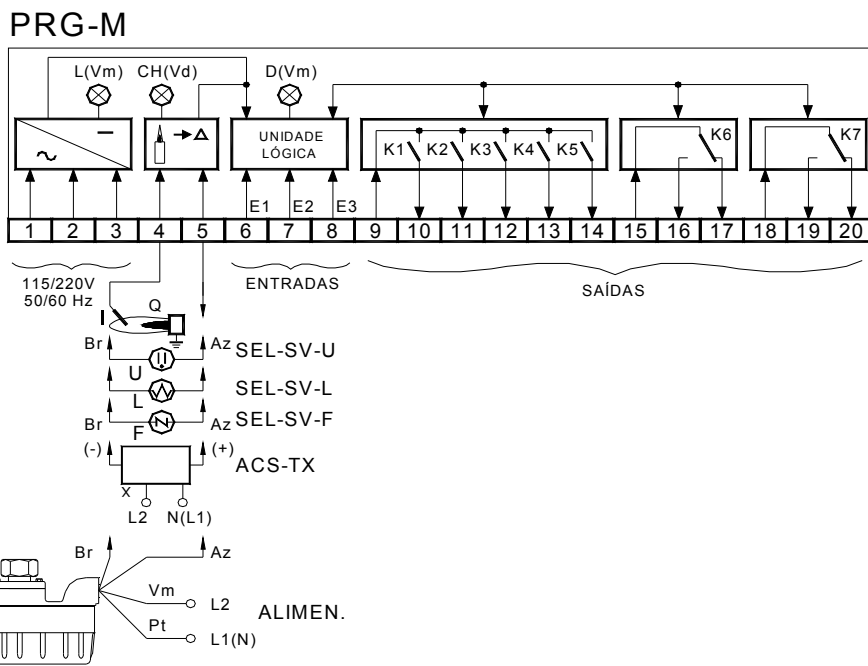 PRG-M
L(Vm) CH(Vd) D(Vm)
UNIDADE
LÓGICA
K1 K2 K3 K4 K5 K6 K7
E1 E2 E3
1 2 3 4 5 6 7 8 9 10 11 12 13 14 15 16 17 18 19 20
115/220V
50/60 Hz
ENTRADAS
SAÍDAS
I Q
Br Az SEL-SV-U
U
SEL-SV-L
L
Br Az SEL-SV-F
F
(-) (+)
ACS-TX
X
L2 N(L1)
Br Az
Vm L2
ALIMEN.
Pt L1(N)